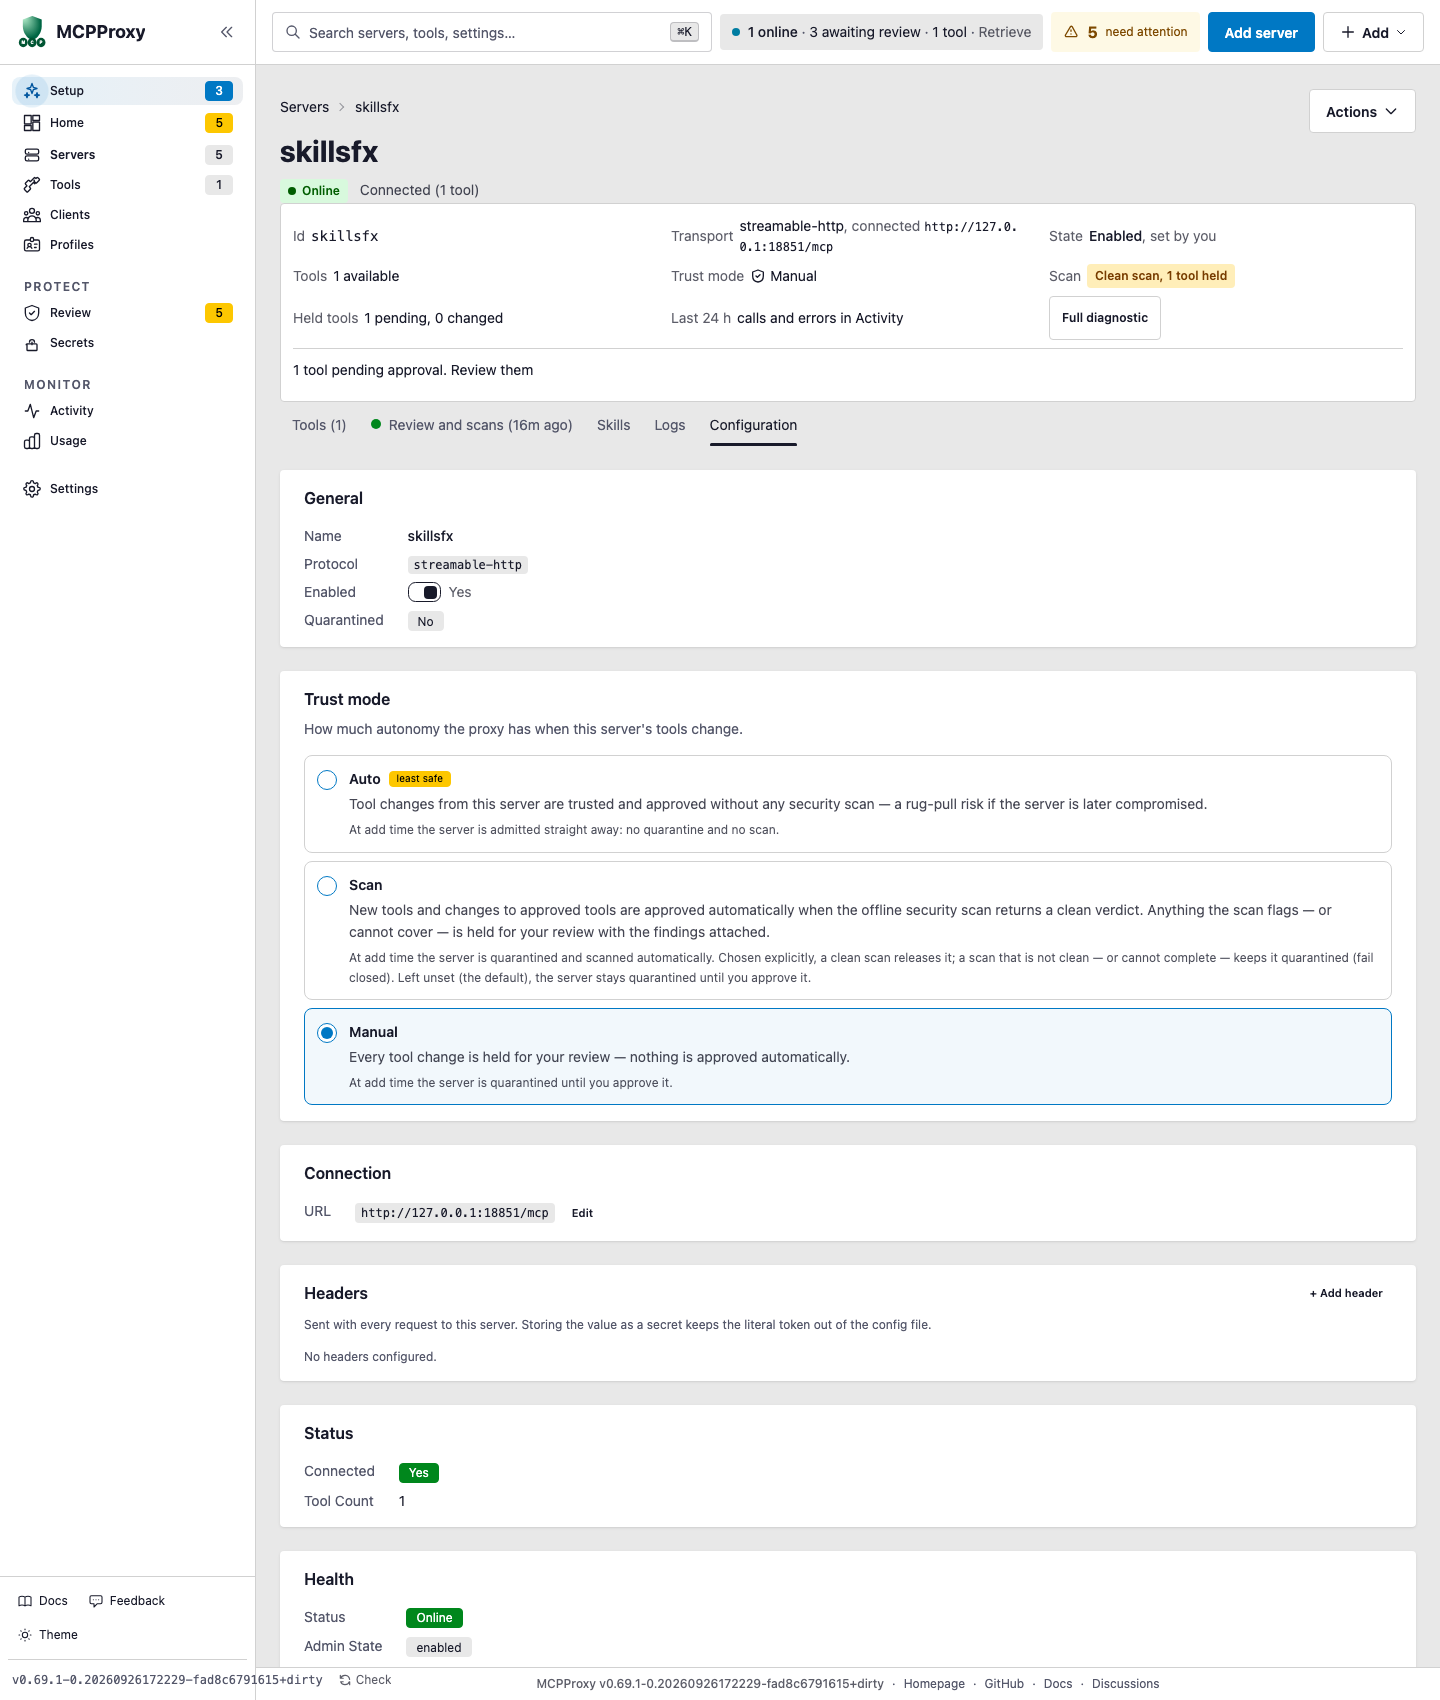 MCPProxy
Search servers, tools, settings...
⌘K
1 online · 3 awaiting review · 1 tool · Retrieve
5 need attention
Add server
Add
Setup 3
Home 5
Servers 5
Tools 1
Clients
Profiles
PROTECT
Review 5
Secrets
MONITOR
Activity
Usage
Settings
Docs
Feedback
Theme
v0.69.1-0.20260926172229-fad8c6791615+dirty
Check
Servers > skillsfx
Actions
skillsfx
Online Connected (1 tool)
Id skillsfx
Transport streamable-http, connected http://127.0.
0.1:18851/mcp
State Enabled, set by you
Tools 1 available
Trust mode Manual
Scan Clean scan, 1 tool held
Held tools 1 pending, 0 changed
Last 24 h calls and errors in Activity
Full diagnostic
1 tool pending approval. Review them
Tools (1)
Review and scans (16m ago)
Skills
Logs
Configuration
General
Name skillsfx
Protocol streamable-http
Enabled Yes
Quarantined No
Trust mode
How much autonomy the proxy has when this server's tools change.
Auto least safe
Tool changes from this server are trusted and approved without any security scan — a rug-pull risk if the server is later compromised.
At add time the server is admitted straight away: no quarantine and no scan.
Scan
New tools and changes to approved tools are approved automatically when the offline security scan returns a clean verdict. Anything the scan flags — or
cannot cover — is held for your review with the findings attached.
At add time the server is quarantined and scanned automatically. Chosen explicitly, a clean scan releases it; a scan that is not clean — or cannot complete — keeps it quarantined (fail
closed). Left unset (the default), the server stays quarantined until you approve it.
Manual
Every tool change is held for your review — nothing is approved automatically.
At add time the server is quarantined until you approve it.
Connection
URL http://127.0.0.1:18851/mcp Edit
Headers
+ Add header
Sent with every request to this server. Storing the value as a secret keeps the literal token out of the config file.
No headers configured.
Status
Connected Yes
Tool Count 1
Health
Status Online
Admin State enabled
MCPProxy v0.69.1-0.20260926172229-fad8c6791615+dirty · Homepage · GitHub · Docs · Discussions